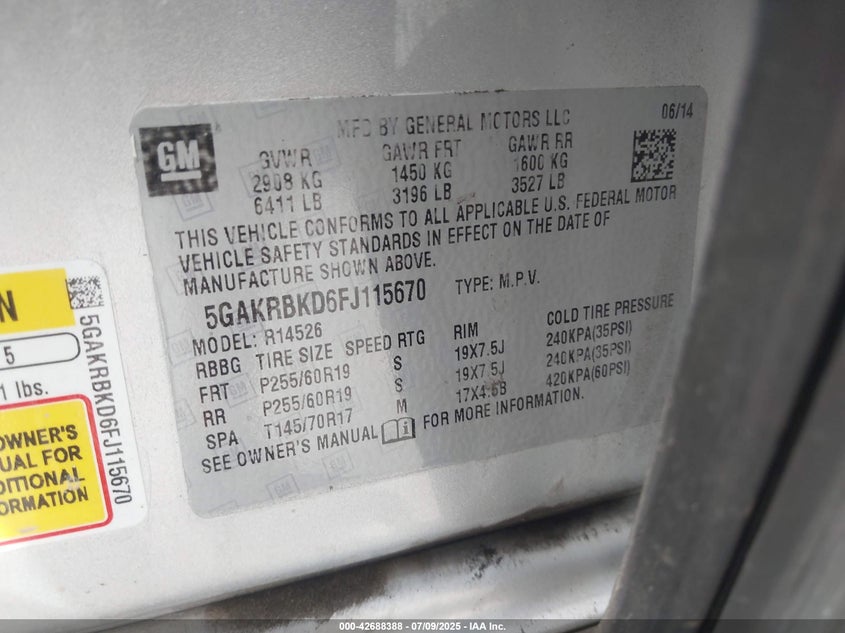 MFD BY GENERAL MOTORS LLC
06/14
GM
GVWR GAWR FRT GAWR RR
2908 KG 1450 KG 1600 KG
6411 LB 3196 LB 3527 LB
THIS VEHICLE CONFORMS TO ALL APPLICABLE U.S. FEDERAL MOTOR
VEHICLE SAFETY STANDARDS IN EFFECT ON THE DATE OF
MANUFACTURE SHOWN ABOVE.
5GAKRBKD6FJ115670 TYPE: M.P.V.
MODEL: R14526
RBBG TIRE SIZE SPEED RTG RIM COLD TIRE PRESSURE
FRT P255/60R19 S 19X7.5J 240KPA(35PSI)
RR P255/60R19 S 19X7.5J 240KPA(35PSI)
SPA T145/70R17 M 17X4.5B 420KPA(60PSI)
SEE OWNER'S MANUAL FOR MORE INFORMATION.
N
5
1 lbs.
OWNER'S
UAL FOR
DITIONAL
ORMATION
5GAKRBKD6FJ115670
000-42688388 - 07/09/2025 - IAA Inc.